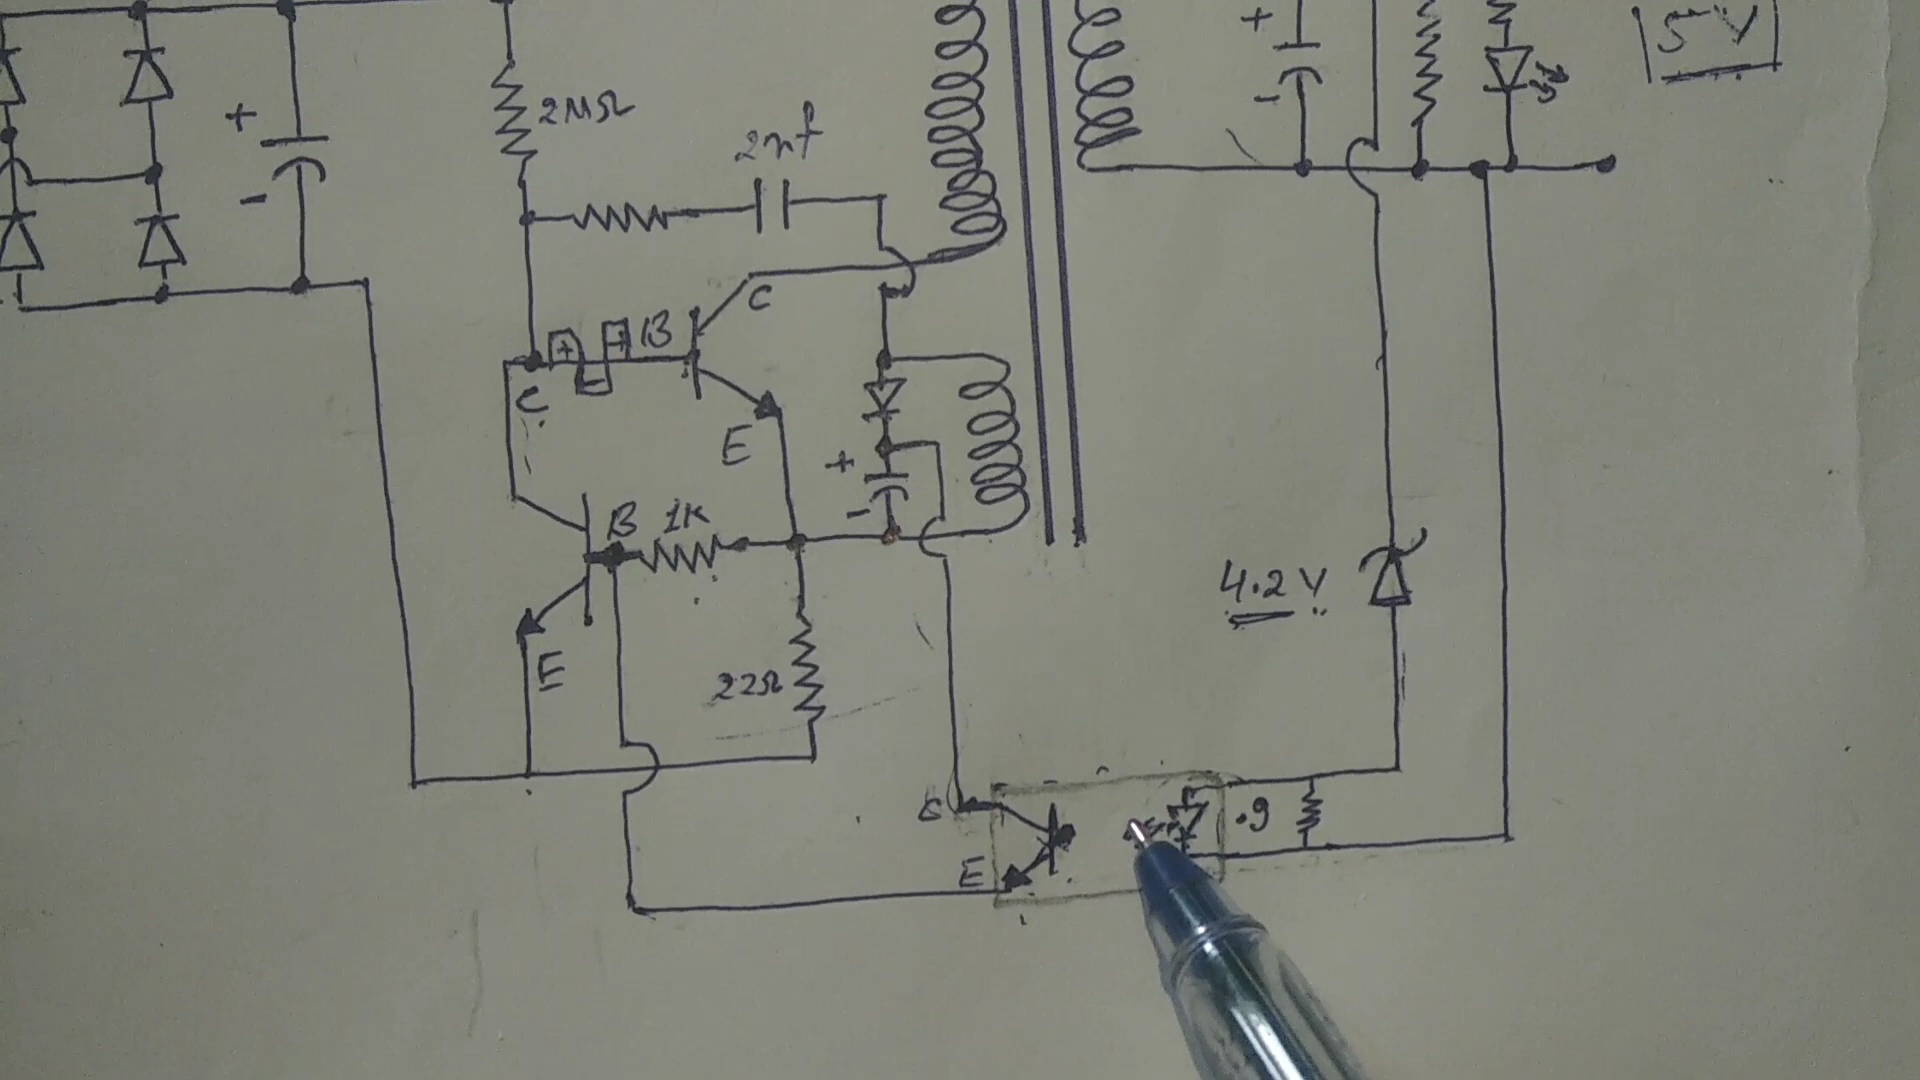 +
5V
2MΩ
2nf
+
-
-
C
+ - + B
C
E
+
-
B 1K
E
22Ω
4.2V
C
.9
E